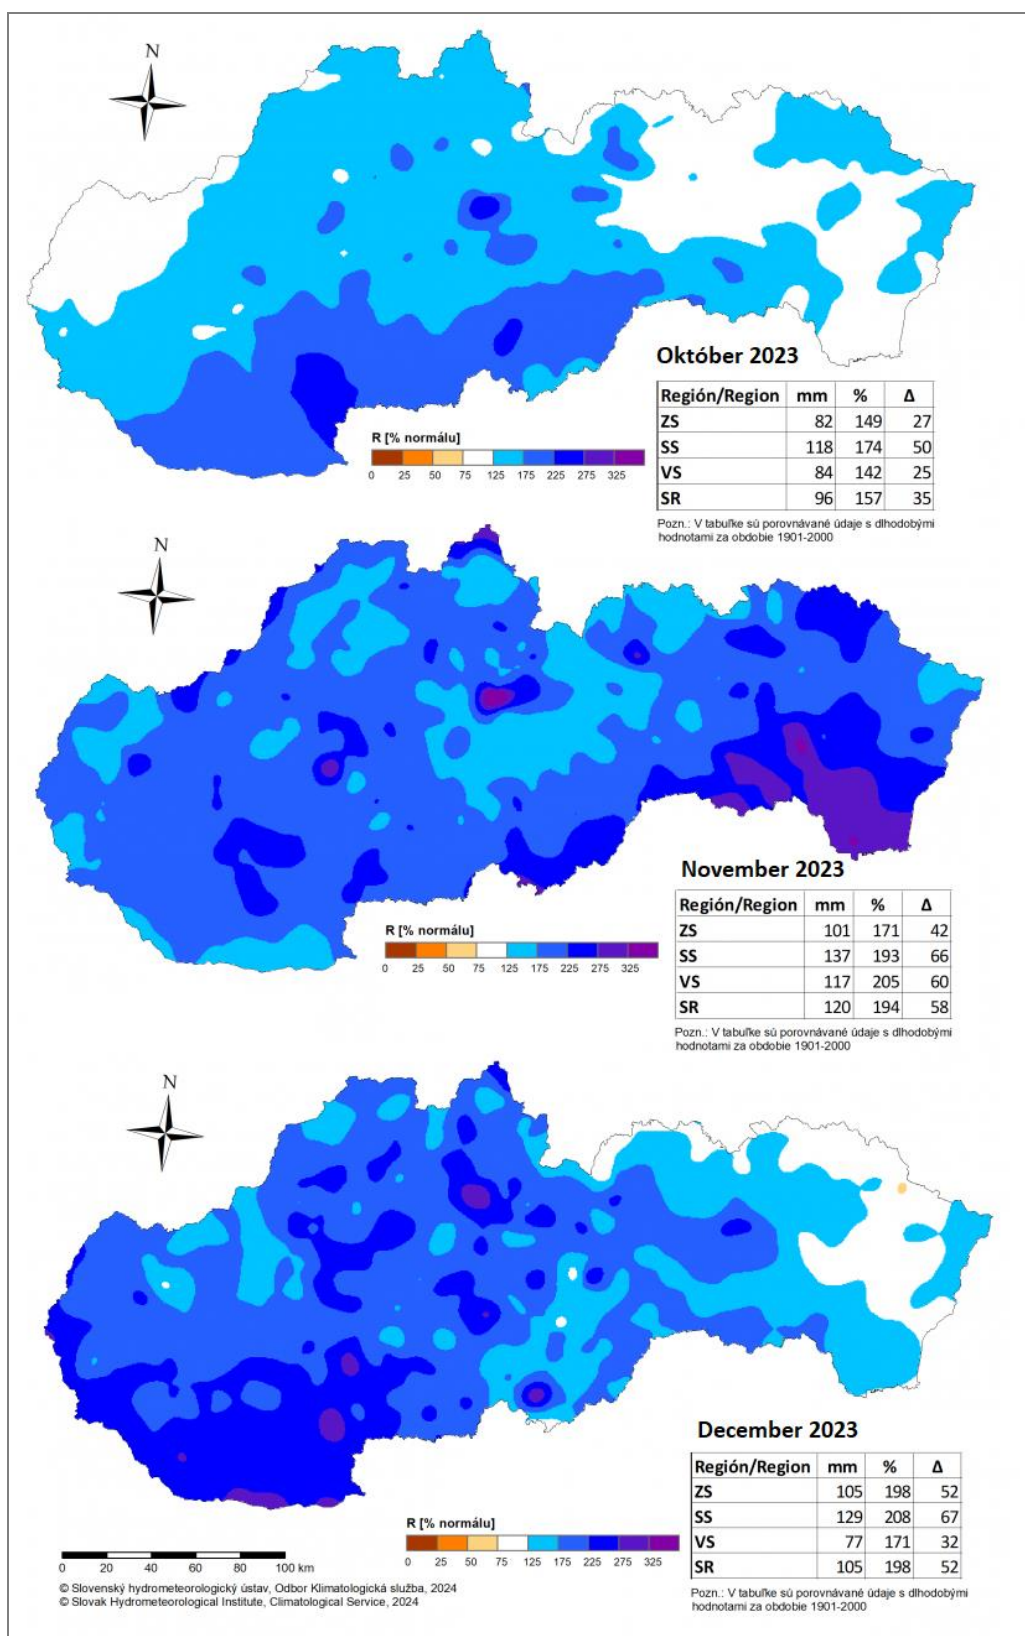 N
Október 2023
Región/Region mm % Δ
ZS 82 149 27
SS 118 174 50
VS 84 142 25
SR 96 157 35
Pozn.: V tabuľke sú porovnávané údaje s dlhodobými
hodnotami za obdobie 1901-2000
R [% normálu]
0 25 50 75 125 175 225 275 325
N
November 2023
Región/Region mm % Δ
ZS 101 171 42
SS 137 193 66
VS 117 205 60
SR 120 194 58
Pozn.: V tabuľke sú porovnávané údaje s dlhodobými
hodnotami za obdobie 1901-2000
R [% normálu]
0 25 50 75 125 175 225 275 325
N
December 2023
Región/Region mm % Δ
ZS 105 198 52
SS 129 208 67
VS 77 171 32
SR 105 198 52
Pozn.: V tabuľke sú porovnávané údaje s dlhodobými
hodnotami za obdobie 1901-2000
R [% normálu]
0 25 50 75 125 175 225 275 325
0 20 40 60 80 100 km
© Slovenský hydrometeorologický ústav, Odbor Klimatologická služba, 2024
© Slovak Hydrometeorological Institute, Climatological Service, 2024